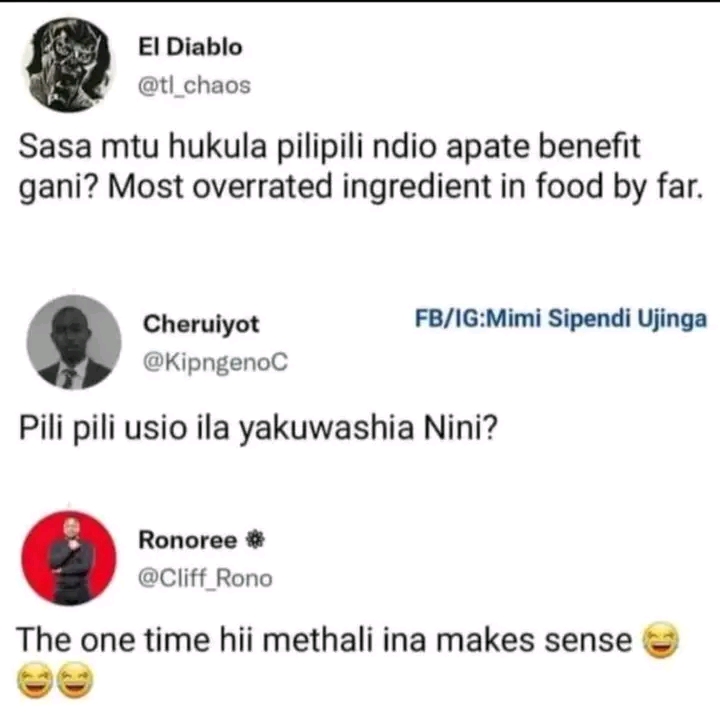 El Diablo
@tl_chaos
Sasa mtu hukula pilipili ndio apate benefit
gani? Most overrated ingredient in food by far.
Cheruiyot
FB/IG:Mimi Sipendi Ujinga
@KipngenoC
Pili pili usio ila yakuwashia Nini?
Ronoree
@Cliff_Rono
The one time hii methali ina makes sense 😂
😂😂